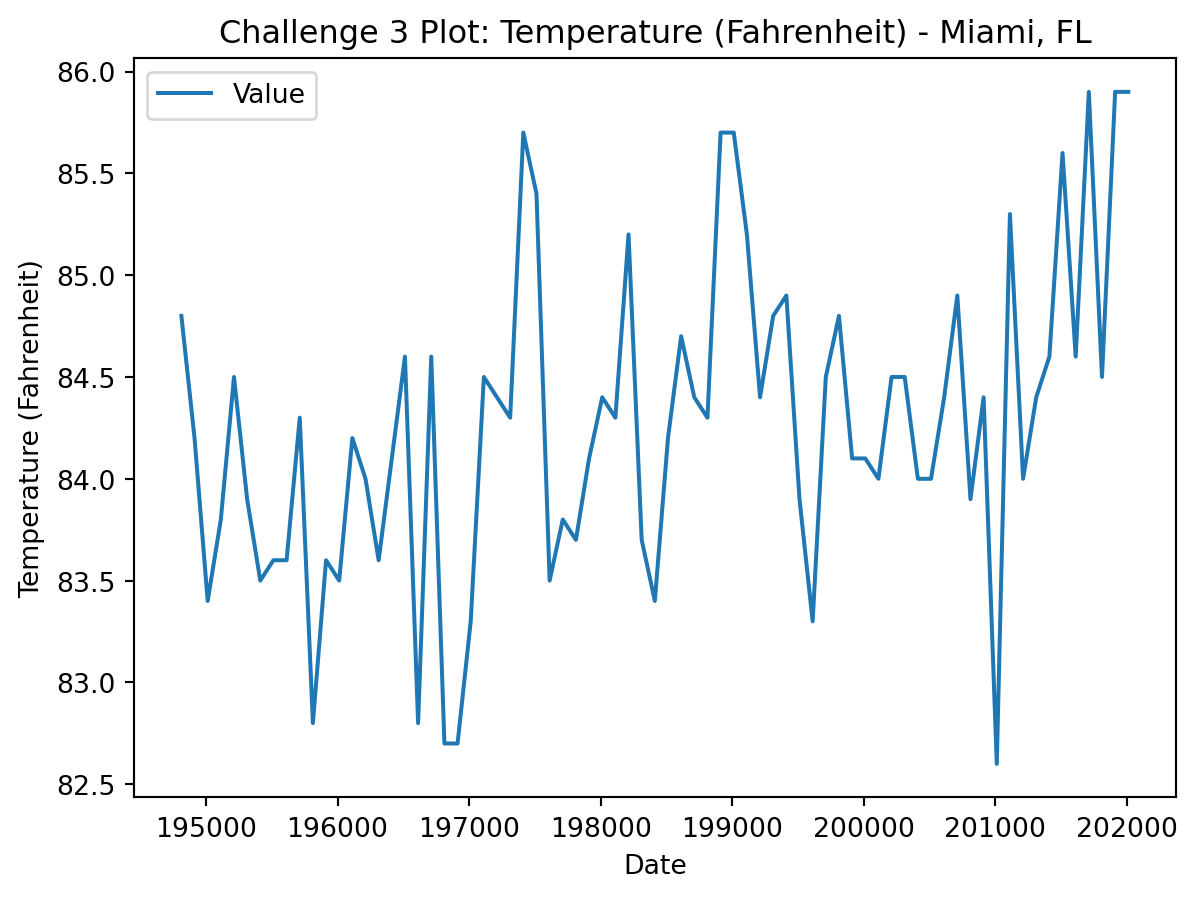 Challenge 3 Plot: Temperature (Fahrenheit) - Miami, FL
Value
86.0
85.5
85.0
84.5
84.0
83.5
83.0
82.5
Temperature (Fahrenheit)
195000 196000 197000 198000 199000 200000 201000 202000
Date